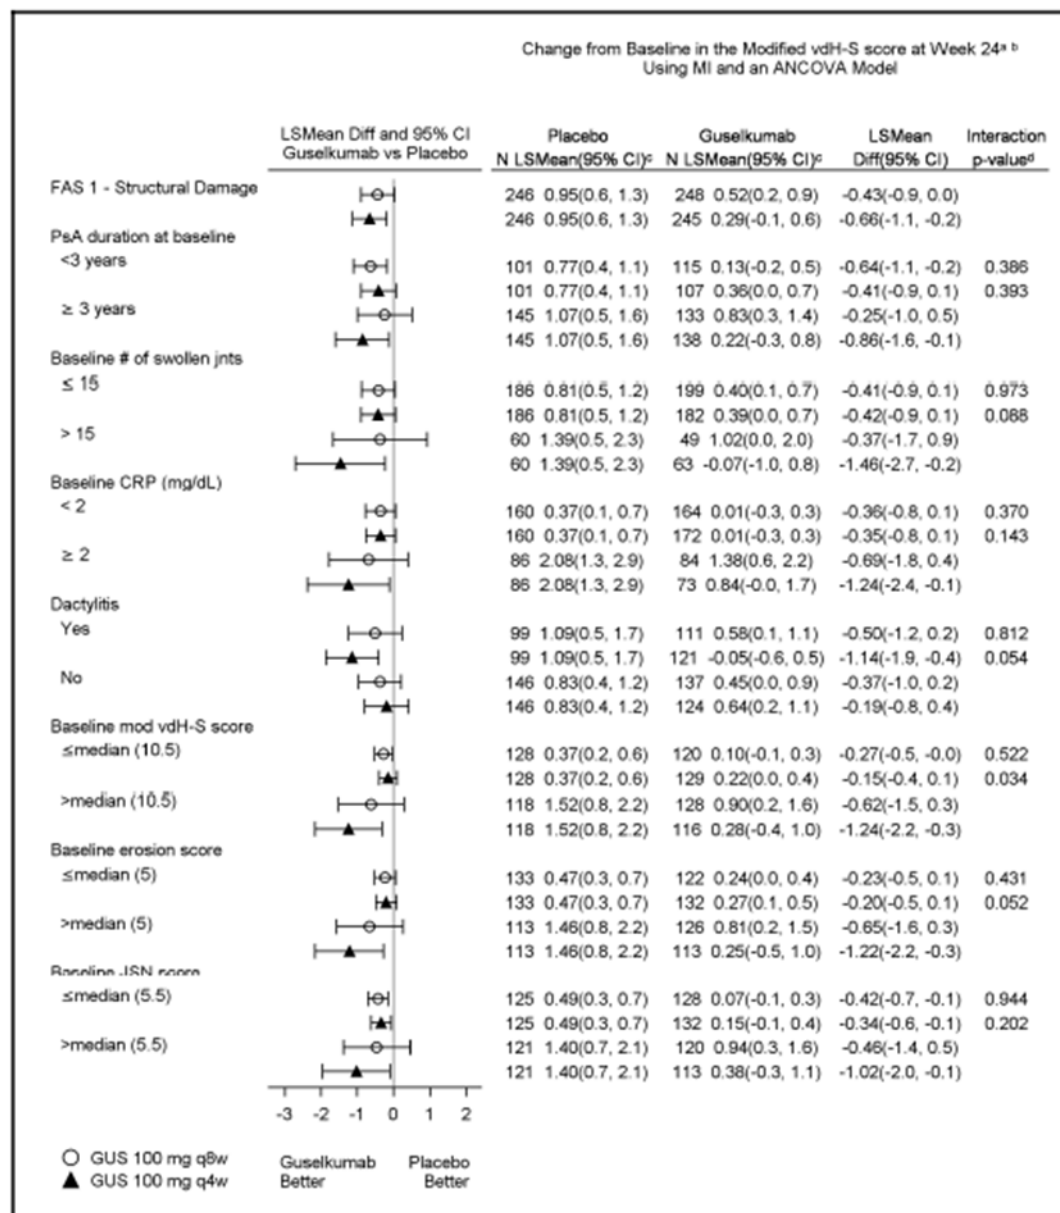 Change from Baseline in the Modified vdH-S score at Week 24ᵃ ᵇ
Using MI and an ANCOVA Model
LSMean Diff and 95% CI Placebo Guselkumab LSMean Interaction
Guselkumab vs Placebo N LSMean(95% CI)ᶜ N LSMean(95% CI)ᶜ Diff(95% CI) p-valueᵈ
FAS 1 - Structural Damage 246 0.95(0.6, 1.3) 248 0.52(0.2, 0.9) -0.43(-0.9, 0.0)
246 0.95(0.6, 1.3) 245 0.29(-0.1, 0.6) -0.66(-1.1, -0.2)
PsA duration at baseline
<3 years 101 0.77(0.4, 1.1) 115 0.13(-0.2, 0.5) -0.64(-1.1, -0.2) 0.386
101 0.77(0.4, 1.1) 107 0.36(0.0, 0.7) -0.41(-0.9, 0.1) 0.393
≥ 3 years 145 1.07(0.5, 1.6) 133 0.83(0.3, 1.4) -0.25(-1.0, 0.5)
145 1.07(0.5, 1.6) 138 0.22(-0.3, 0.8) -0.86(-1.6, -0.1)
Baseline # of swollen jnts
≤ 15 186 0.81(0.5, 1.2) 199 0.40(0.1, 0.7) -0.41(-0.9, 0.1) 0.973
186 0.81(0.5, 1.2) 182 0.39(0.0, 0.7) -0.42(-0.9, 0.1) 0.088
> 15 60 1.39(0.5, 2.3) 49 1.02(0.0, 2.0) -0.37(-1.7, 0.9)
60 1.39(0.5, 2.3) 63 -0.07(-1.0, 0.8) -1.46(-2.7, -0.2)
Baseline CRP (mg/dL)
< 2 160 0.37(0.1, 0.7) 164 0.01(-0.3, 0.3) -0.36(-0.8, 0.1) 0.370
160 0.37(0.1, 0.7) 172 0.01(-0.3, 0.3) -0.35(-0.8, 0.1) 0.143
≥ 2 86 2.08(1.3, 2.9) 84 1.38(0.6, 2.2) -0.69(-1.8, 0.4)
86 2.08(1.3, 2.9) 73 0.84(-0.0, 1.7) -1.24(-2.4, -0.1)
Dactylitis
Yes 99 1.09(0.5, 1.7) 111 0.58(0.1, 1.1) -0.50(-1.2, 0.2) 0.812
99 1.09(0.5, 1.7) 121 -0.05(-0.6, 0.5) -1.14(-1.9, -0.4) 0.054
No 146 0.83(0.4, 1.2) 137 0.45(0.0, 0.9) -0.37(-1.0, 0.2)
146 0.83(0.4, 1.2) 124 0.64(0.2, 1.1) -0.19(-0.8, 0.4)
Baseline mod vdH-S score
≤median (10.5) 128 0.37(0.2, 0.6) 120 0.10(-0.1, 0.3) -0.27(-0.5, -0.0) 0.522
128 0.37(0.2, 0.6) 129 0.22(0.0, 0.4) -0.15(-0.4, 0.1) 0.034
>median (10.5) 118 1.52(0.8, 2.2) 128 0.90(0.2, 1.6) -0.62(-1.5, 0.3)
118 1.52(0.8, 2.2) 116 0.28(-0.4, 1.0) -1.24(-2.2, -0.3)
Baseline erosion score
≤median (5) 133 0.47(0.3, 0.7) 122 0.24(0.0, 0.4) -0.23(-0.5, 0.1) 0.431
133 0.47(0.3, 0.7) 132 0.27(0.1, 0.5) -0.20(-0.5, 0.1) 0.052
>median (5) 113 1.46(0.8, 2.2) 126 0.81(0.2, 1.5) -0.65(-1.6, 0.3)
113 1.46(0.8, 2.2) 113 0.25(-0.5, 1.0) -1.22(-2.2, -0.3)
Baseline JSN score
≤median (5.5) 125 0.49(0.3, 0.7) 128 0.07(-0.1, 0.3) -0.42(-0.7, -0.1) 0.944
125 0.49(0.3, 0.7) 132 0.15(-0.1, 0.4) -0.34(-0.6, -0.1) 0.202
>median (5.5) 121 1.40(0.7, 2.1) 120 0.94(0.3, 1.6) -0.46(-1.4, 0.5)
121 1.40(0.7, 2.1) 113 0.38(-0.3, 1.1) -1.02(-2.0, -0.1)
-3 -2 -1 0 1 2
GUS 100 mg q8w Guselkumab Placebo
GUS 100 mg q4w Better Better